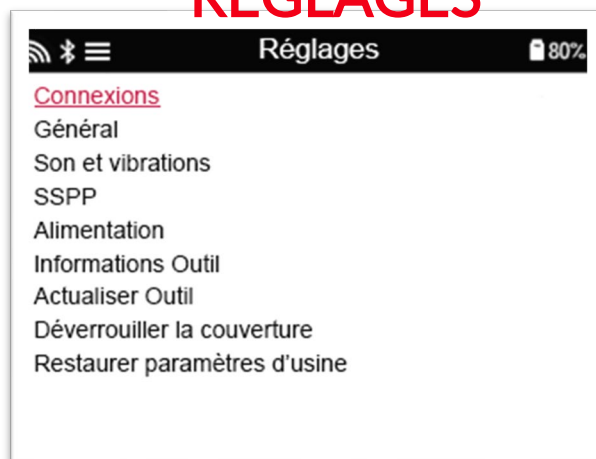 RÉGLAGES
Réglages
80%
Connexions
Général
Son et vibrations
SSPP
Alimentation
Informations Outil
Actualiser Outil
Déverrouiller la couverture
Restaurer paramètres d'usine